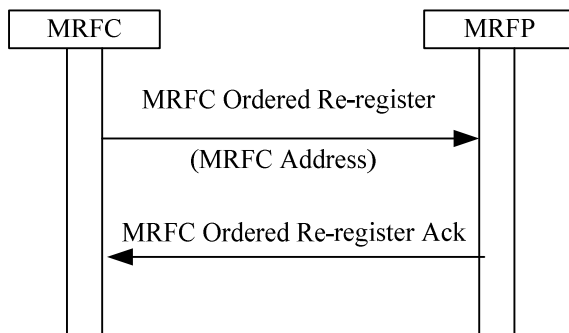 MRFC
MRFP
MRFC Ordered Re-register
(MRFC Address)
MRFC Ordered Re-register Ack